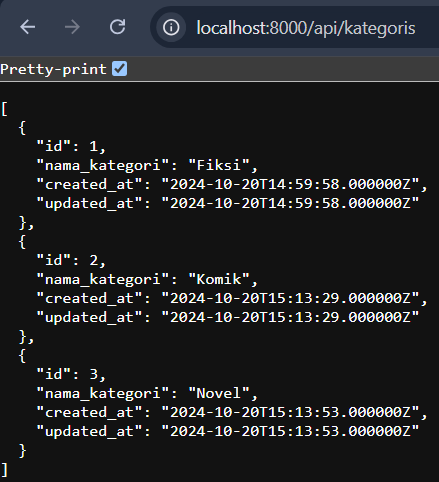 localhost:8000/api/kategoris
Pretty-print
[
  {
    "id": 1,
    "nama_kategori": "Fiksi",
    "created_at": "2024-10-20T14:59:58.000000Z",
    "updated_at": "2024-10-20T14:59:58.000000Z"
  },
  {
    "id": 2,
    "nama_kategori": "Komik",
    "created_at": "2024-10-20T15:13:29.000000Z",
    "updated_at": "2024-10-20T15:13:29.000000Z"
  },
  {
    "id": 3,
    "nama_kategori": "Novel",
    "created_at": "2024-10-20T15:13:53.000000Z",
    "updated_at": "2024-10-20T15:13:53.000000Z"
  }
]